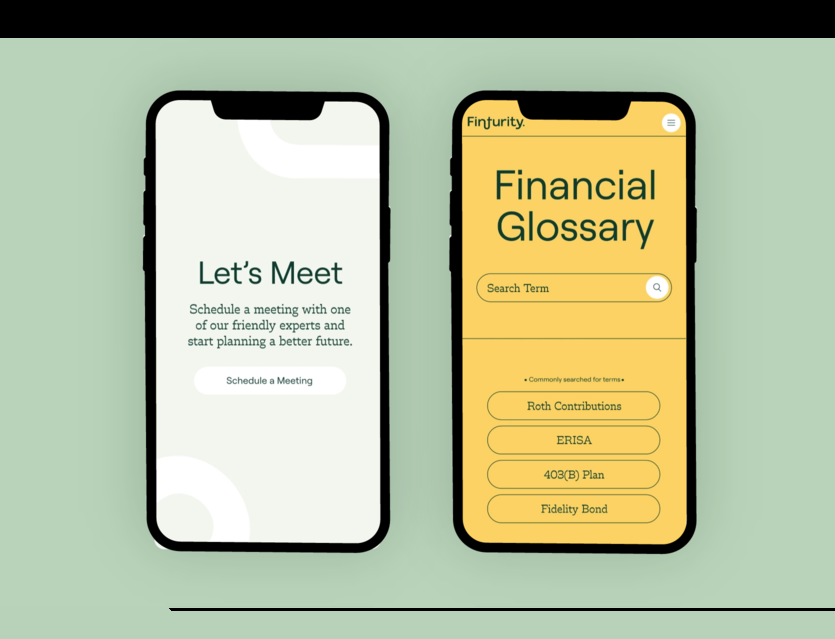 Let’s Meet
Schedule a meeting with one
of our friendly experts and
start planning a better future.
Schedule a Meeting
Finturity.
Financial
Glossary
Search Term
• Commonly searched for terms •
Roth Contributions
ERISA
403(B) Plan
Fidelity Bond